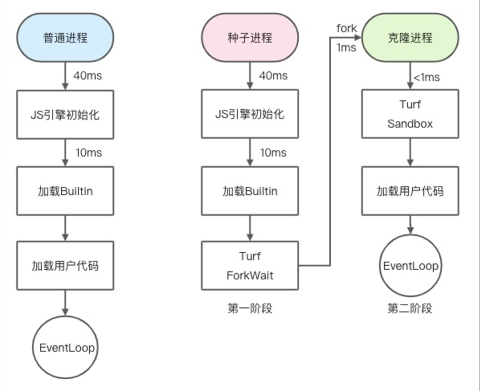 普通进程
40ms
JS引擎初始化
10ms
加载Builtin
加载用户代码
EventLoop
种子进程
40ms
JS引擎初始化
10ms
加载Builtin
Turf
ForkWait
第一阶段
fork
1ms
克隆进程
<1ms
Turf
Sandbox
加载用户代码
EventLoop
第二阶段